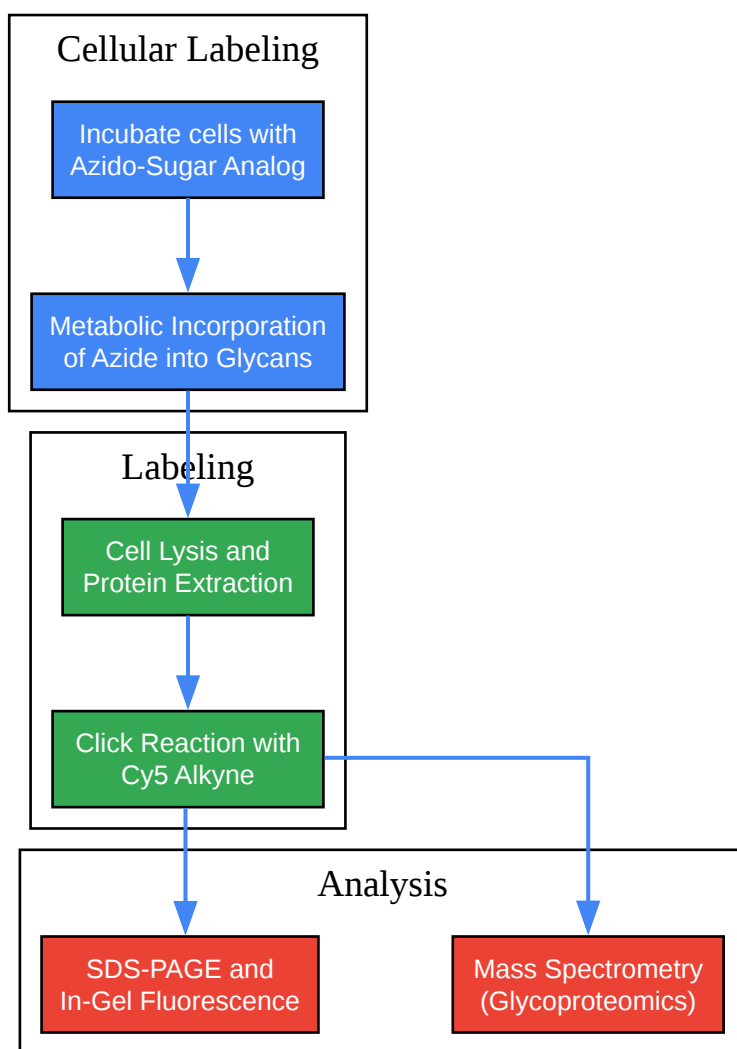 Cellular Labeling
Incubate cells with
Azido-Sugar Analog
Metabolic Incorporation
of Azide into Glycans
Labeling
Cell Lysis and
Protein Extraction
Click Reaction with
Cy5 Alkyne
Analysis
SDS-PAGE and
In-Gel Fluorescence
Mass Spectrometry
(Glycoproteomics)